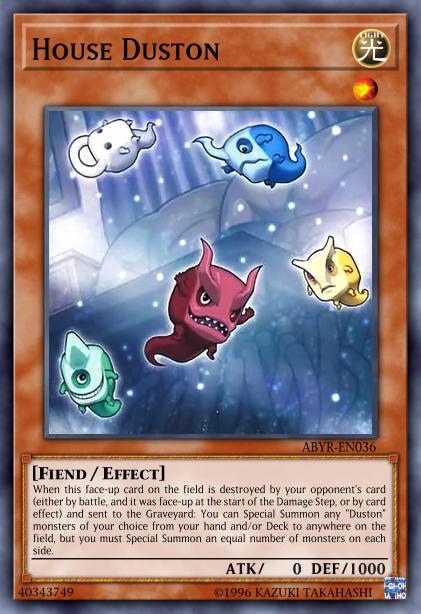 HOUSE DUSTON
LIGHT
光
ABYR-EN036
[FIEND / EFFECT]
When this face-up card on the field is destroyed by your opponent's card
(either by battle, and it was face-up at the start of the Damage Step, or by card
effect) and sent to the Graveyard: You can Special Summon any "Duston"
monsters of your choice from your hand and/or Deck to anywhere on the
field, but you must Special Summon an equal number of monsters on each
side.
ATK/ 0 DEF/1000
40343749
©1996 KAZUKI TAKAHASHI